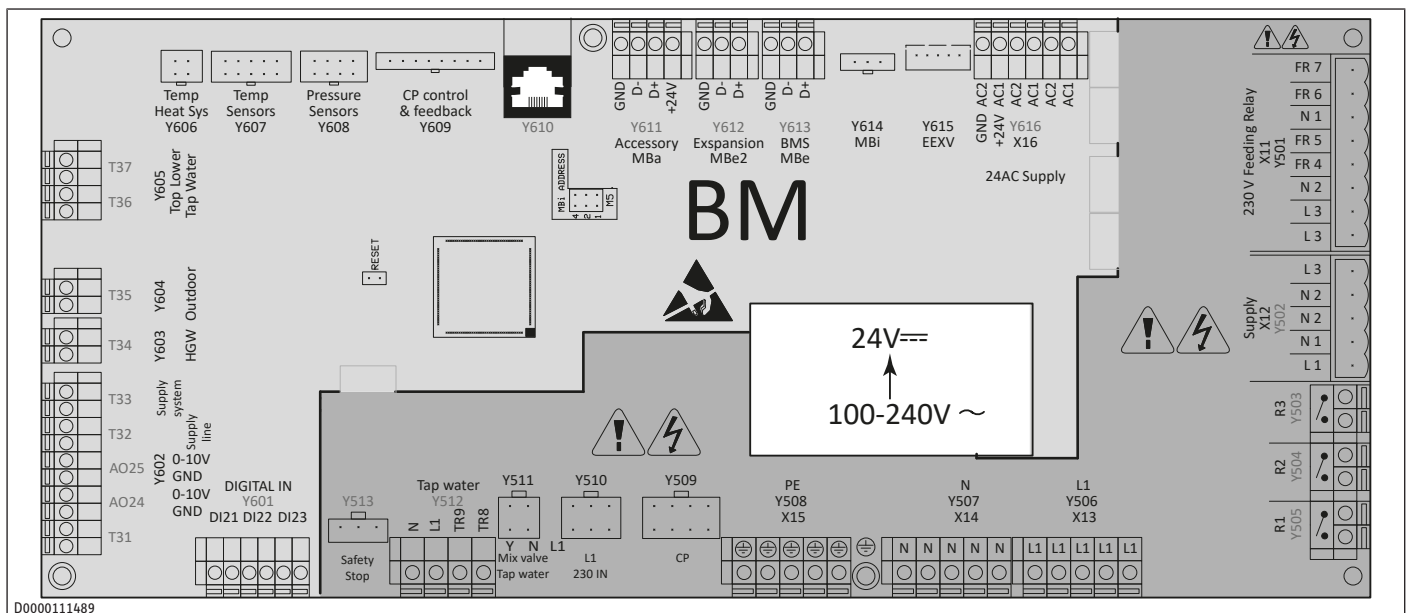 Temp
Heat Sys
Y606
Temp
Sensors
Y607
Pressure
Sensors
Y608
CP control
& feedback
Y609
Y610
GND
D-
D+
+24V
Y611
Accessory
MBa
GND
D-
D+
Y612
Exspansion
MBe2
GND
D-
D+
Y613
BMS
MBe
Y614
MBi
Y615
EEXV
GND AC2
+24V AC1
AC2
AC1
AC2
AC1
Y616
X16
24AC Supply
FR 7
FR 6
N 1
FR 5
FR 4
N 2
L 3
L 3
230 V Feeding Relay
X11
Y501
T37
T36
Y605
Top Lower
Tap Water
MBi ADDRESS
4 2 1
M5
BM
RESET
T35
Y604
Outdoor
T34
Y603
HGW
T33
Supply
system
T32
Supply
line
Y602
AO25
0-10V
GND
AO24
0-10V
GND
T31
24V
100-240V ~
L 3
N 2
N 2
N 1
L 1
Supply
X12
Y502
R3
Y503
R2
Y504
R1
Y505
DIGITAL IN
Y601
DI21 DI22 DI23
Y513
Safety
Stop
Tap water
Y512
N
L1
TR9
TR8
Y511
Y N L1
Mix valve
Tap water
Y510
L1
230 IN
Y509
CP
PE
Y508
X15
N
Y507
X14
N N N N N
L1
Y506
X13
L1 L1 L1 L1 L1
D0000111489